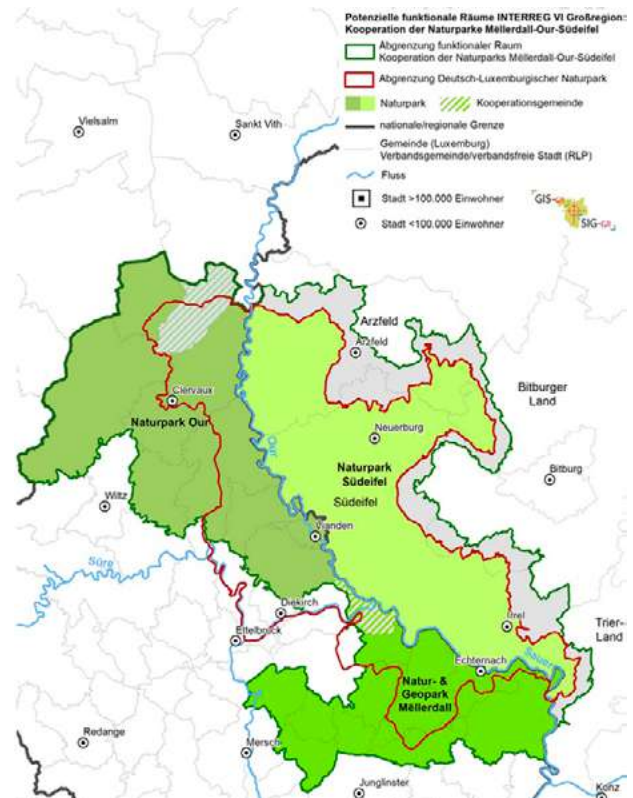 Potenzielle funktionale Räume INTERREG VI Großregion::
Kooperation der Naturparke Mëllerdall-Our-Südeifel
Abgrenzung funktionaler Raum
Kooperation der Naturparks Mëllerdall-Our-Südeifel
Abgrenzung Deutsch-Luxemburgischer Naturpark
Naturpark
Kooperationsgemeinde
nationale/regionale Grenze
Gemeinde (Luxemburg)
Verbandsgemeinde/verbandsfreie Stadt (RLP)
Fluss
Stadt >100.000 Einwohner
Stadt <100.000 Einwohner
GIS-
SIG-GR
Vielsalm
Sankt Vith
Arzfeld
Arzfeld
Bitburger
Land
Clervaux
Naturpark Our
Our
Neuerburg
Naturpark
Südeifel
Südeifel
Bitburg
Wiltz
Vianden
Sûre
Diekirch
Ettelbrück
Irrel
Trier-
Land
Echternach
Sauer
Natur- &
Geopark
Mëllerdall
Redange
Mersch
Junglinster
Konz